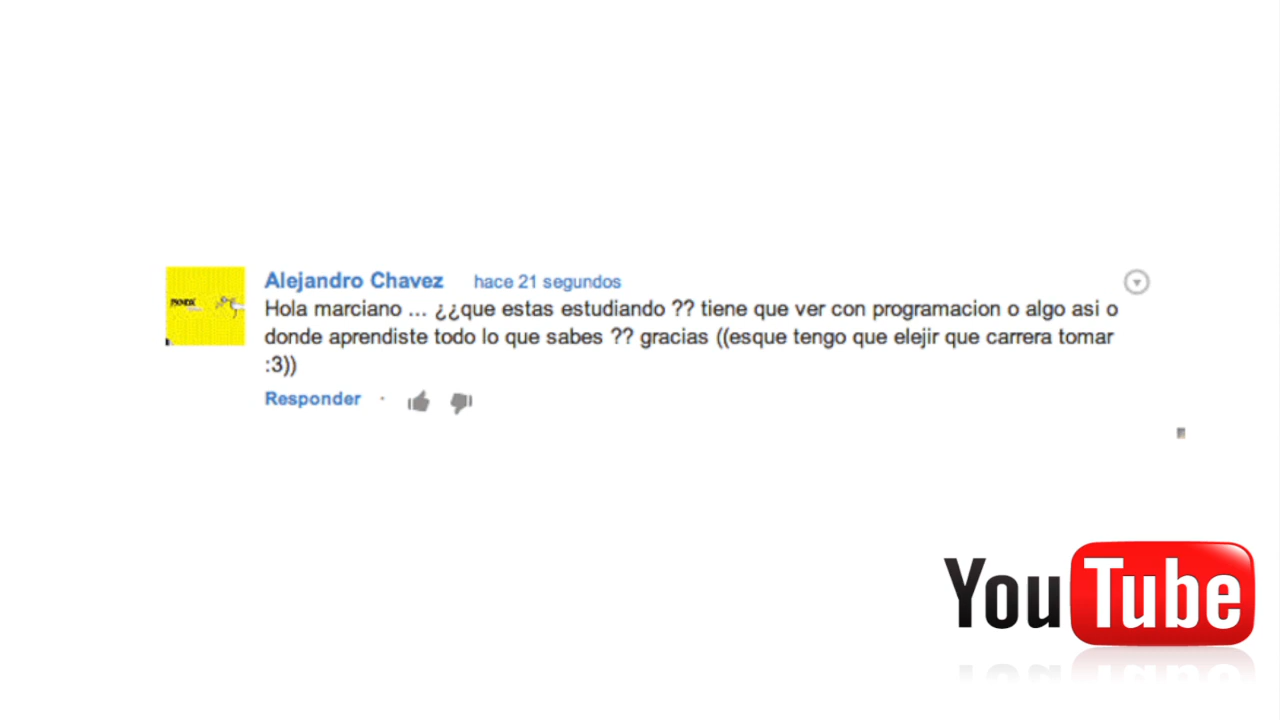 Alejandro Chavez hace 21 segundos
Hola marciano ... ¿¿que estas estudiando ?? tiene que ver con programacion o algo asi o
donde aprendiste todo lo que sabes ?? gracias ((esque tengo que elejir que carrera tomar
:3))
Responder ·
YouTube